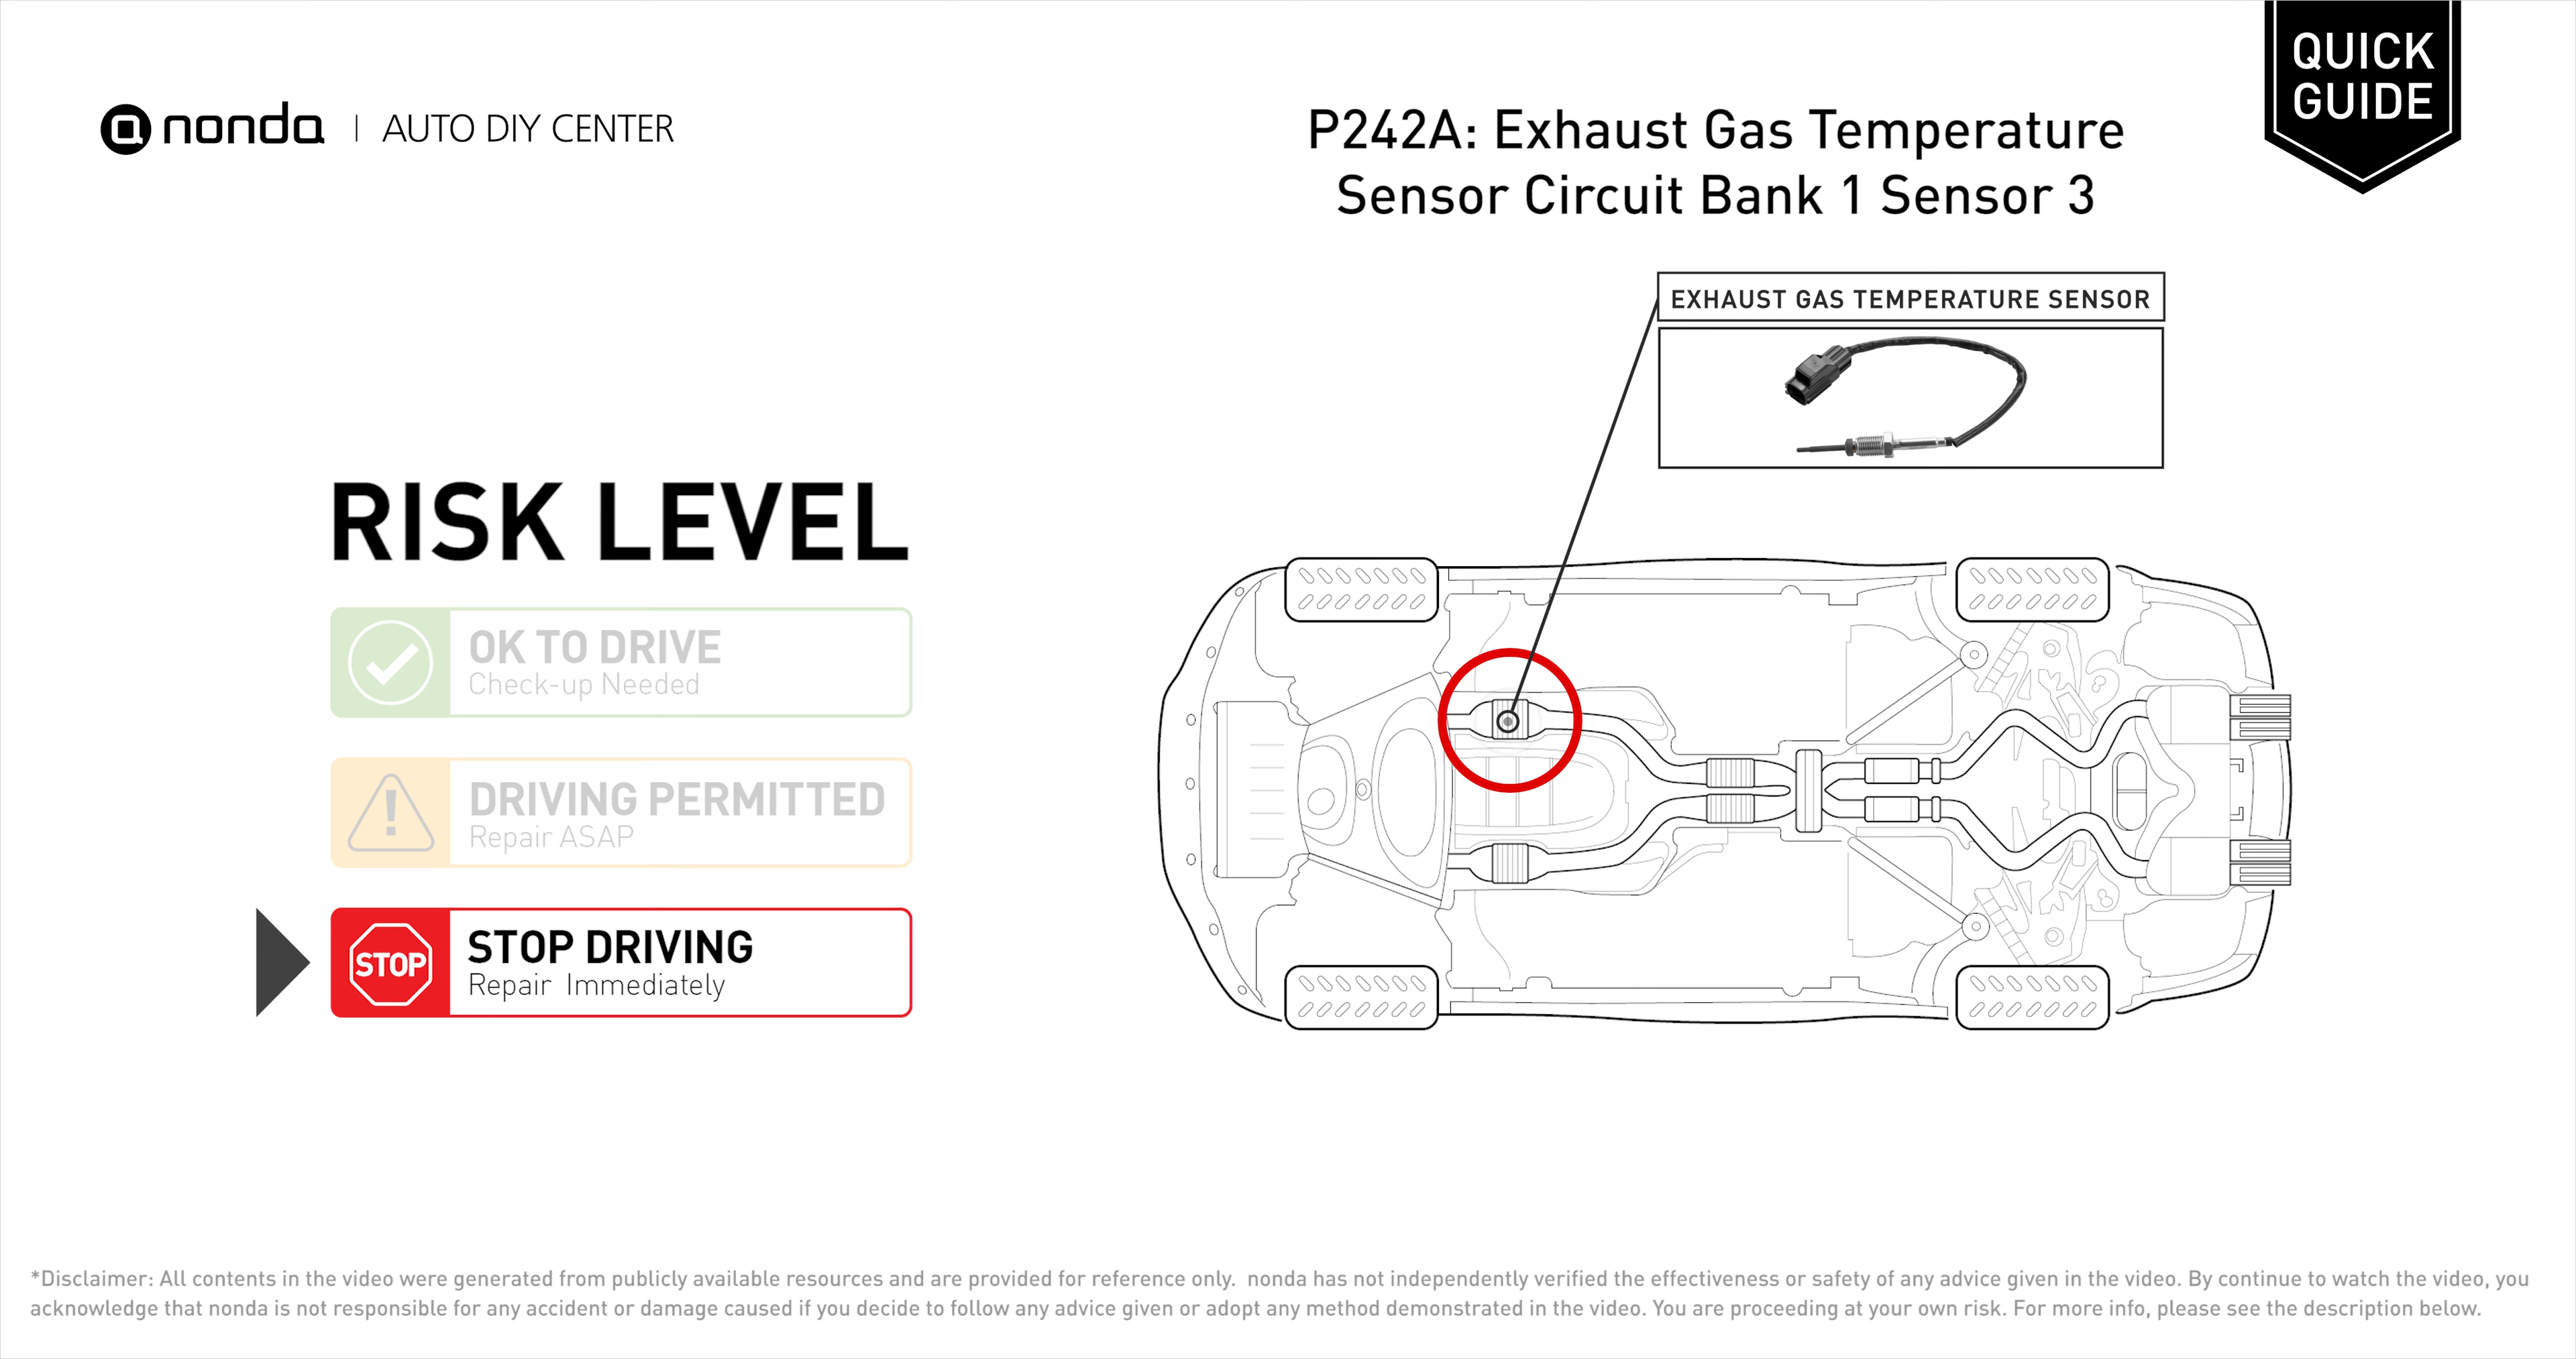 nonda | AUTO DIY CENTER
QUICK
GUIDE
P242A: Exhaust Gas Temperature
Sensor Circuit Bank 1 Sensor 3
EXHAUST GAS TEMPERATURE SENSOR
RISK LEVEL
OK TO DRIVE
Check-up Needed
DRIVING PERMITTED
Repair ASAP
STOP
STOP DRIVING
Repair Immediately
*Disclaimer: All contents in the video were generated from publicly available resources and are provided for reference only. nonda has not independently verified the effectiveness or safety of any advice given in the video. By continue to watch the video, you
acknowledge that nonda is not responsible for any accident or damage caused if you decide to follow any advice given or adopt any method demonstrated in the video. You are proceeding at your own risk. For more info, please see the description below.